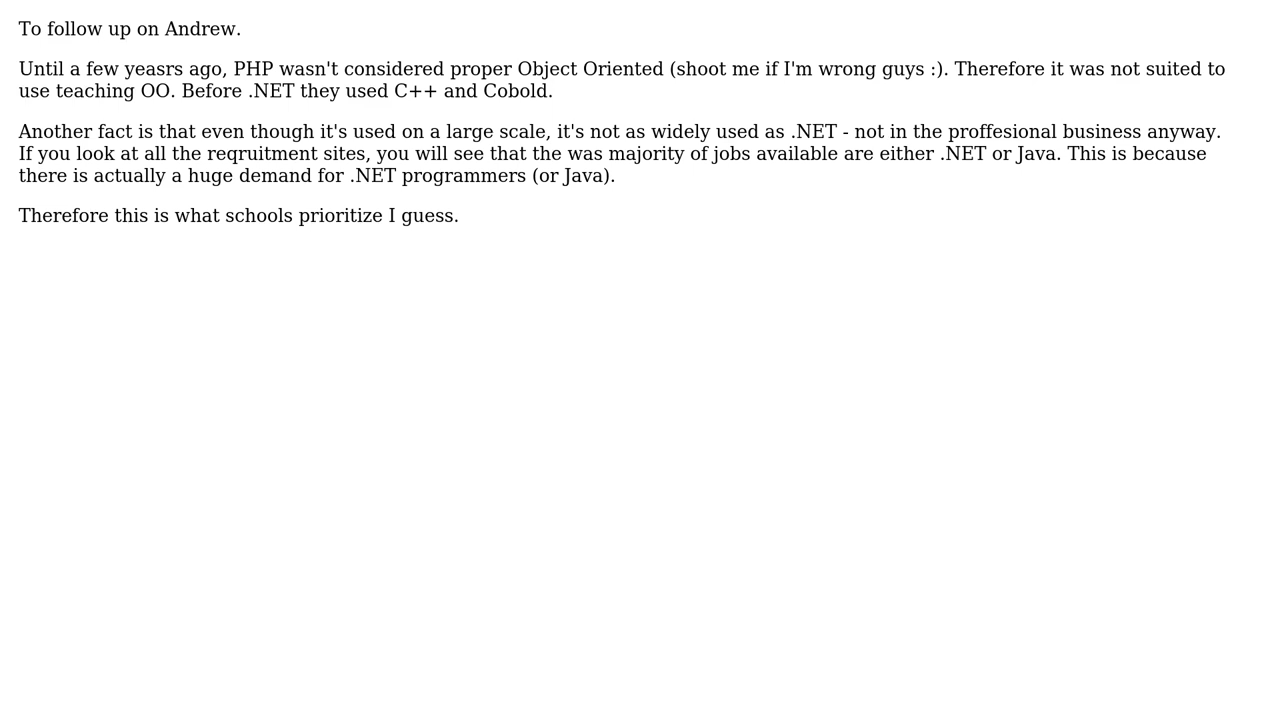 To follow up on Andrew.
Until a few yeasrs ago, PHP wasn't considered proper Object Oriented (shoot me if I'm wrong guys :). Therefore it was not suited to
use teaching OO. Before .NET they used C++ and Cobold.
Another fact is that even though it's used on a large scale, it's not as widely used as .NET - not in the proffesional business anyway.
If you look at all the reqruitment sites, you will see that the was majority of jobs available are either .NET or Java. This is because
there is actually a huge demand for .NET programmers (or Java).
Therefore this is what schools prioritize I guess.